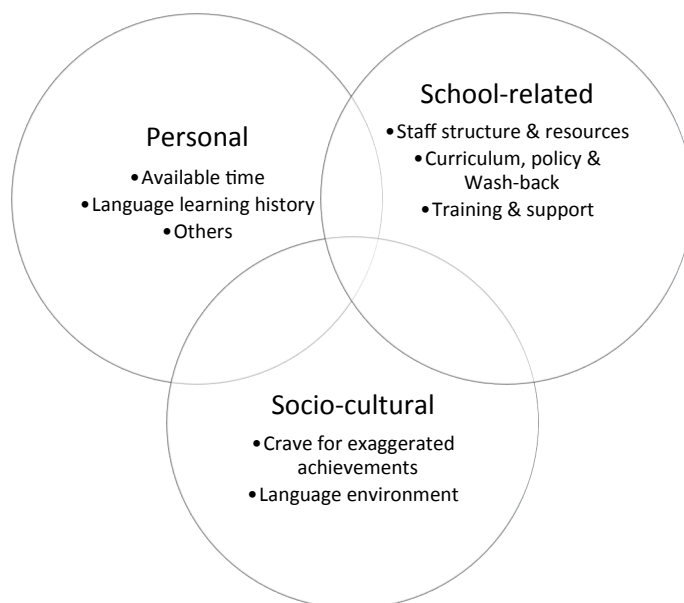 Personal
•Available time
•Language learning history
•Others
School-related
•Staff structure & resources
•Curriculum, policy &
Wash-back
•Training & support
Socio-cultural
•Crave for exaggerated
achievements
•Language environment